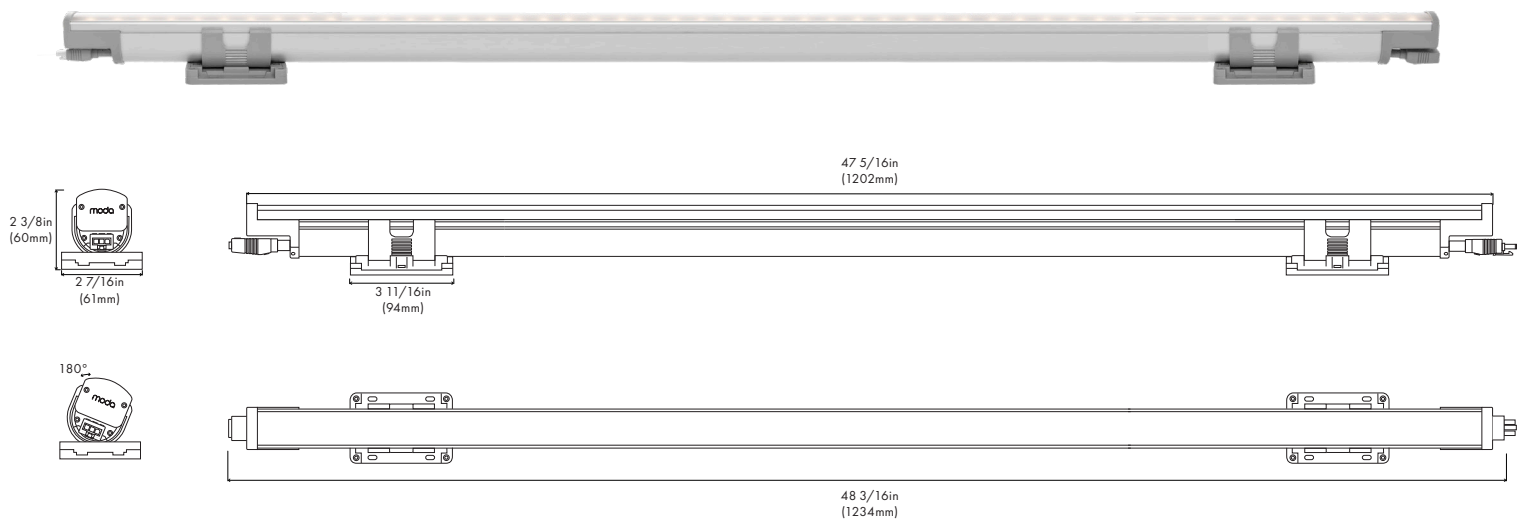 47 5/16in
(1202mm)
2 3/8in
(60mm)
moda
2 7/16in
(61mm)
3 11/16in
(94mm)
180°
moda
48 3/16in
(1234mm)